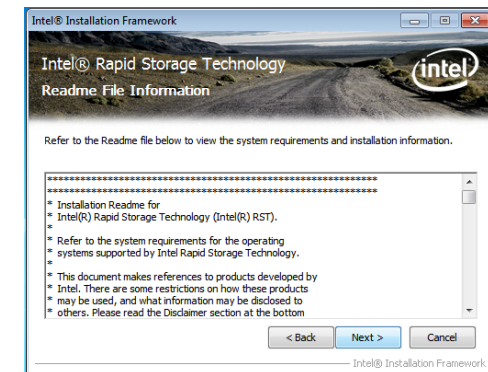 Intel® Installation Framework
Intel® Rapid Storage Technology
Readme File Information
intel
Refer to the Readme file below to view the system requirements and installation information.
************************************************************
************************************************************
* Installation Readme for
* Intel(R) Rapid Storage Technology (Intel(R) RST).
*
* Refer to the system requirements for the operating
* systems supported by Intel Rapid Storage Technology.
*
* This document makes references to products developed by
* Intel. There are some restrictions on how these products
* may be used, and what information may be disclosed to
* others. Please read the Disclaimer section at the bottom
< Back
Next >
Cancel
Intel® Installation Framework